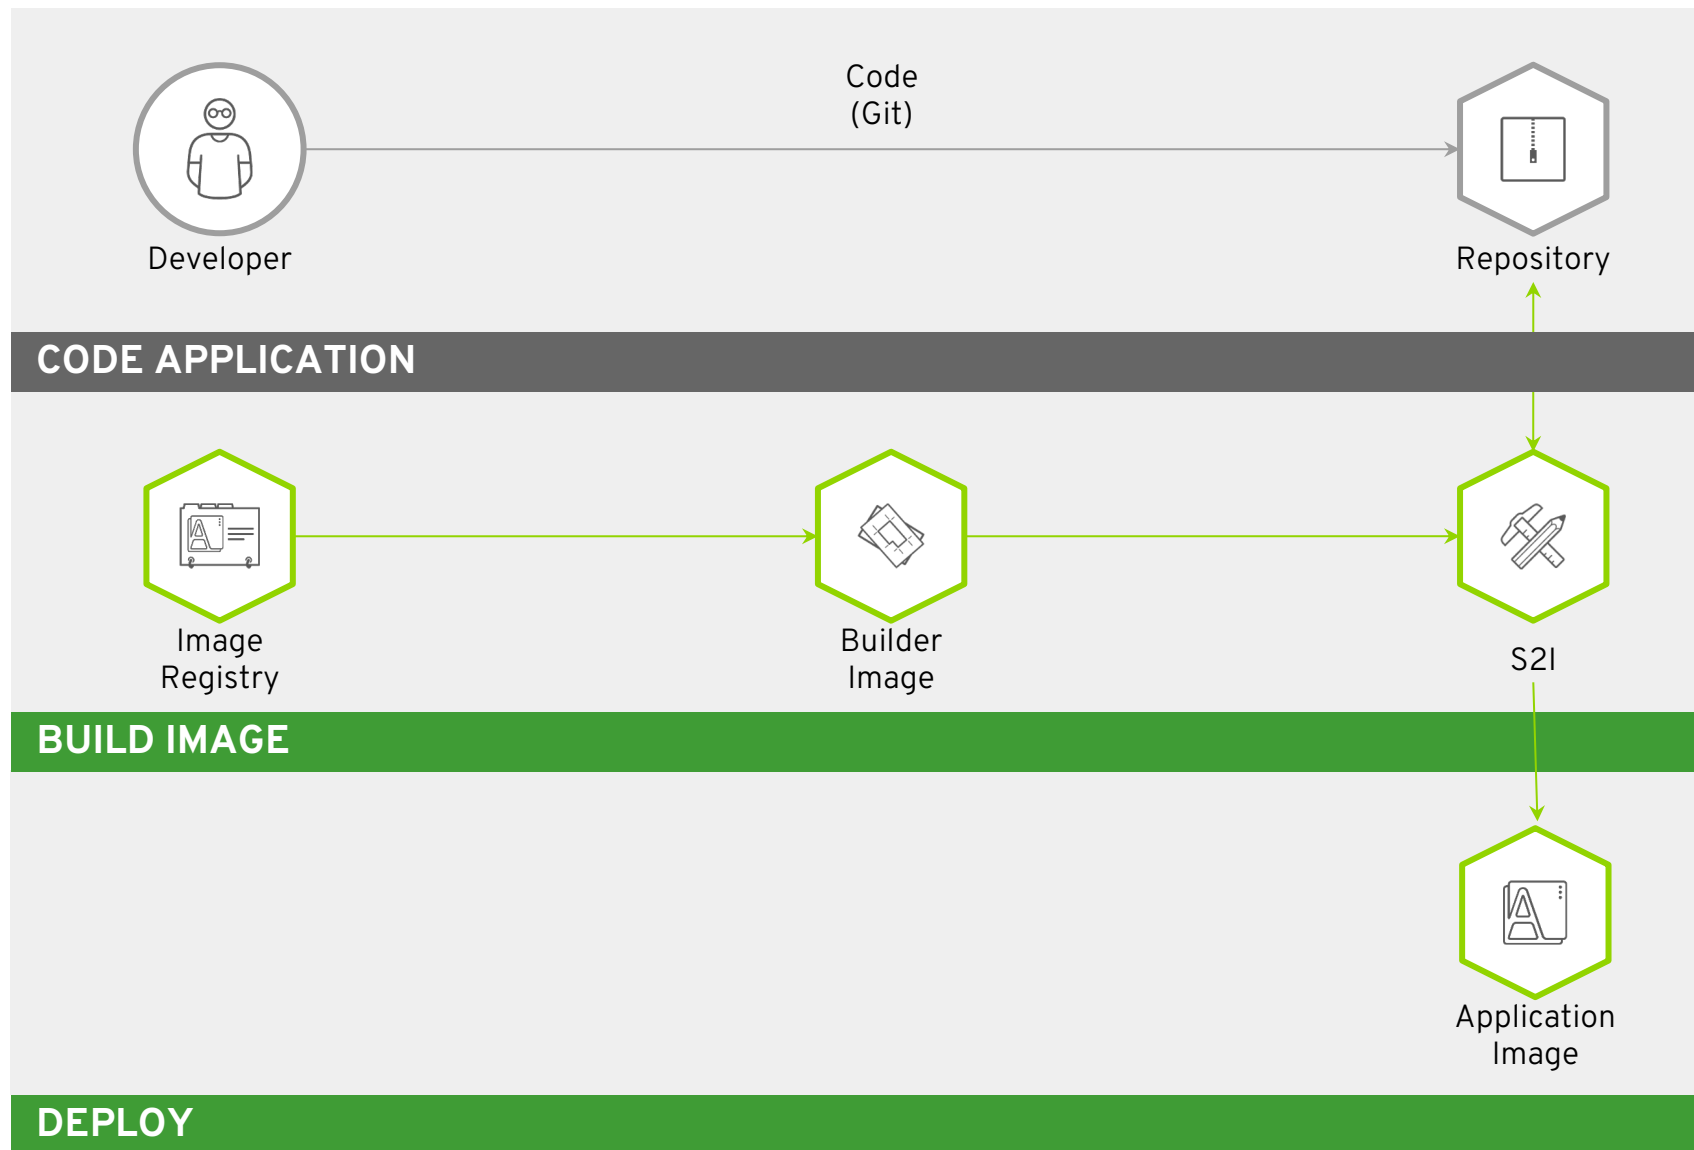 Code
(Git)
Developer
Repository
CODE APPLICATION
Image
Registry
Builder
Image
S2I
BUILD IMAGE
Application
Image
DEPLOY